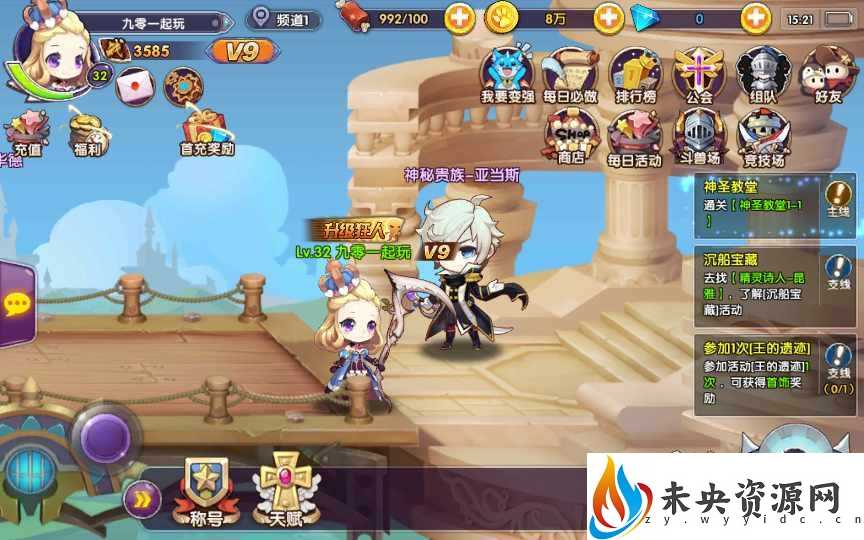 九零一起玩
频道1
992/100
8万
0
15:21
3585
V9
32
我要变强
每日必做
排行榜
公会
组队
好友
充值
福利
首充奖励
SHOP
商店
每日活动
斗兽场
竞技场
华德
神秘贵族-亚当斯
升级狂人
Lv.32 九零一起玩
V9
神圣教堂
通关【神圣教堂1-1
】
主线
沉船宝藏
去找【精灵诗人-昆
雅】，了解[沉船宝
藏]活动
支线
参加1次[王的遗迹]
参加活动[王的遗迹]1
次，可获得首饰奖
励
支线
(0/1)
称号
天赋
未央资源网
zy.wyyidc.cn